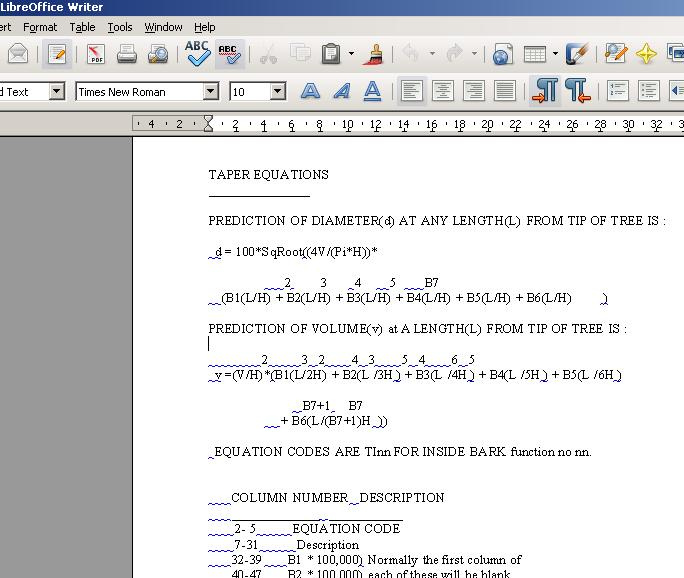 LibreOffice Writer
ert Format Table Tools Window Help
d Text Times New Roman 10
4 2 2 4 6 8 10 12 14 16 18 20 22 24 26 28 30 32 3
TAPER EQUATIONS
PREDICTION OF DIAMETER(d) AT ANY LENGTH(L) FROM TIP OF TREE IS :
d = 100*SqRoot((4V/(Pi*H))*
2 3 4 5 B7
(B1(L/H) + B2(L/H) + B3(L/H) + B4(L/H) + B5(L/H) + B6(L/H) )
PREDICTION OF VOLUME(v) at A LENGTH(L) FROM TIP OF TREE IS :
2 3 2 4 3 5 4 6 5
v =(V/H)*(B1(L/2H) + B2(L /3H ) + B3(L /4H ) + B4(L /5H ) + B5(L /6H )
B7+1 B7
+ B6(L /(B7+1)H ))
EQUATION CODES ARE TInn FOR INSIDE BARK function no nn.
COLUMN NUMBER DESCRIPTION
2- 5 EQUATION CODE
7-31 Description
32-39 B1 * 100,000) Normally the first column of
40-47 B2 * 100,000) each of these will be blank